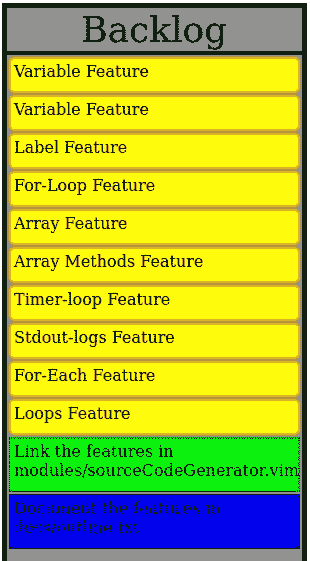 Backlog
Variable Feature
Variable Feature
Label Feature
For-Loop Feature
Array Feature
Array Methods Feature
Timer-loop Feature
Stdout-logs Feature
For-Each Feature
Loops Feature
Link the features in
modules/sourceCodeGenerator.vim
Document the features in